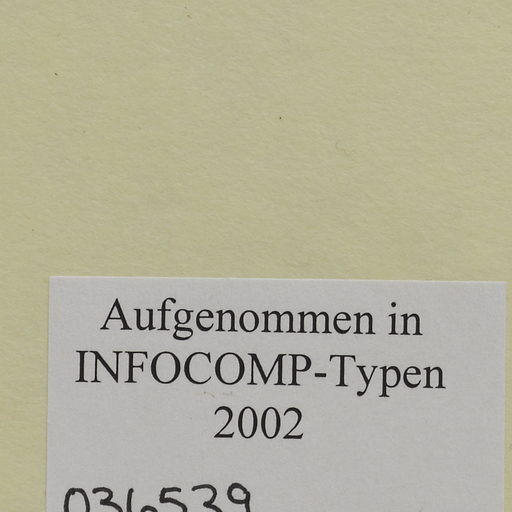 Aufgenommen in
INFOCOMP-Typen
2002
036539